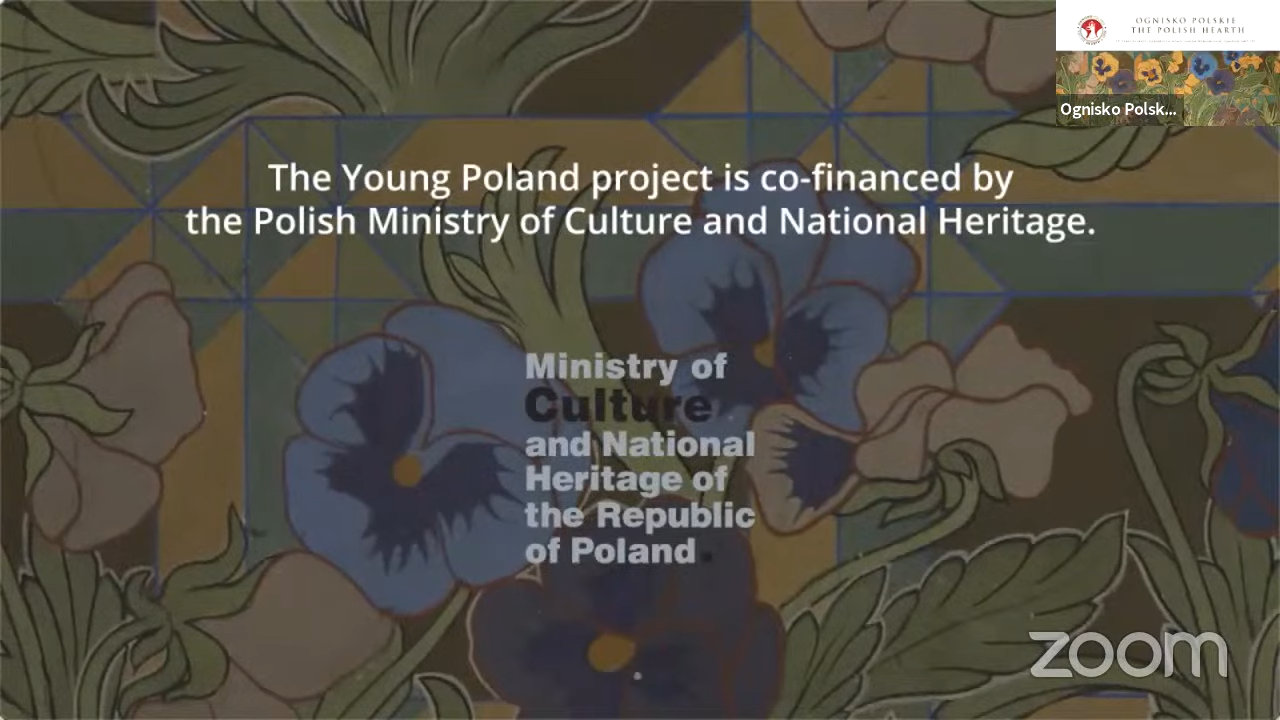 OGNISKO POLSKIE
THE POLISH HEARTH
Ognisko Polsk...
The Young Poland project is co-financed by
the Polish Ministry of Culture and National Heritage.
Ministry of
Culture
and National
Heritage of
the Republic
of Poland
zoom